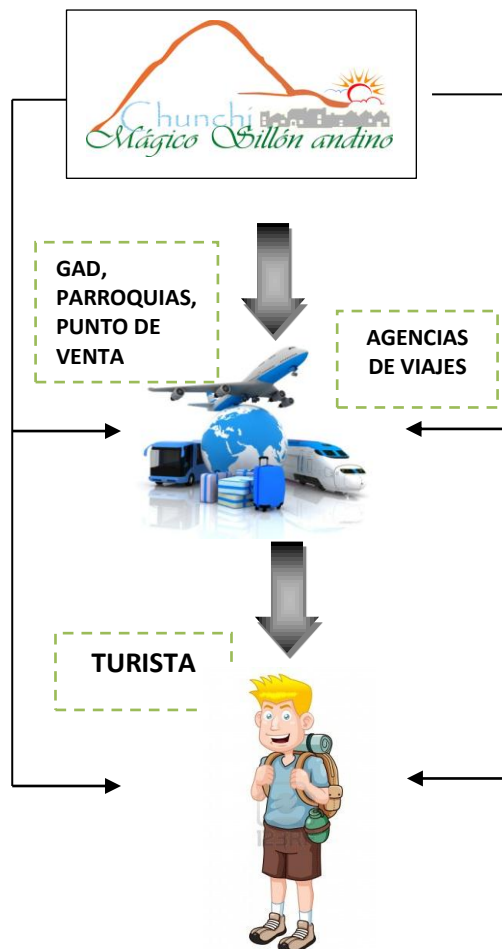 Chunchi
Mágico Sillón andino
GAD,
PARROQUIAS,
PUNTO DE
VENTA
AGENCIAS
DE VIAJES
TURISTA